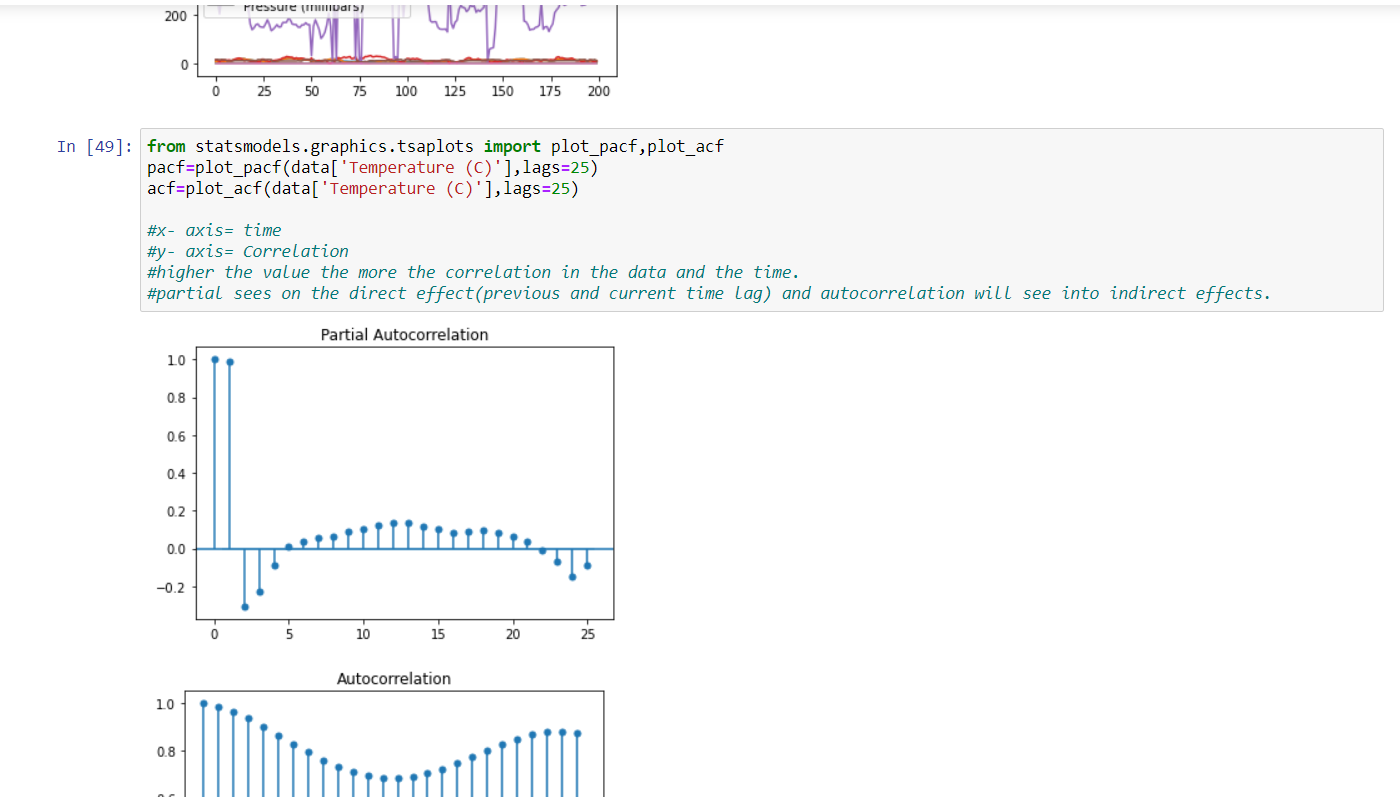 Pressure (millibars)
200
0
0 25 50 75 100 125 150 175 200
In [49]: from statsmodels.graphics.tsaplots import plot_pacf,plot_acf
pacf=plot_pacf(data['Temperature (C)'],lags=25)
acf=plot_acf(data['Temperature (C)'],lags=25)
#x- axis= time
#y- axis= Correlation
#higher the value the more the correlation in the data and the time.
#partial sees on the direct effect(previous and current time lag) and autocorrelation will see into indirect effects.
Partial Autocorrelation
1.0
0.8
0.6
0.4
0.2
0.0
−0.2
0 5 10 15 20 25
Autocorrelation
1.0
0.8